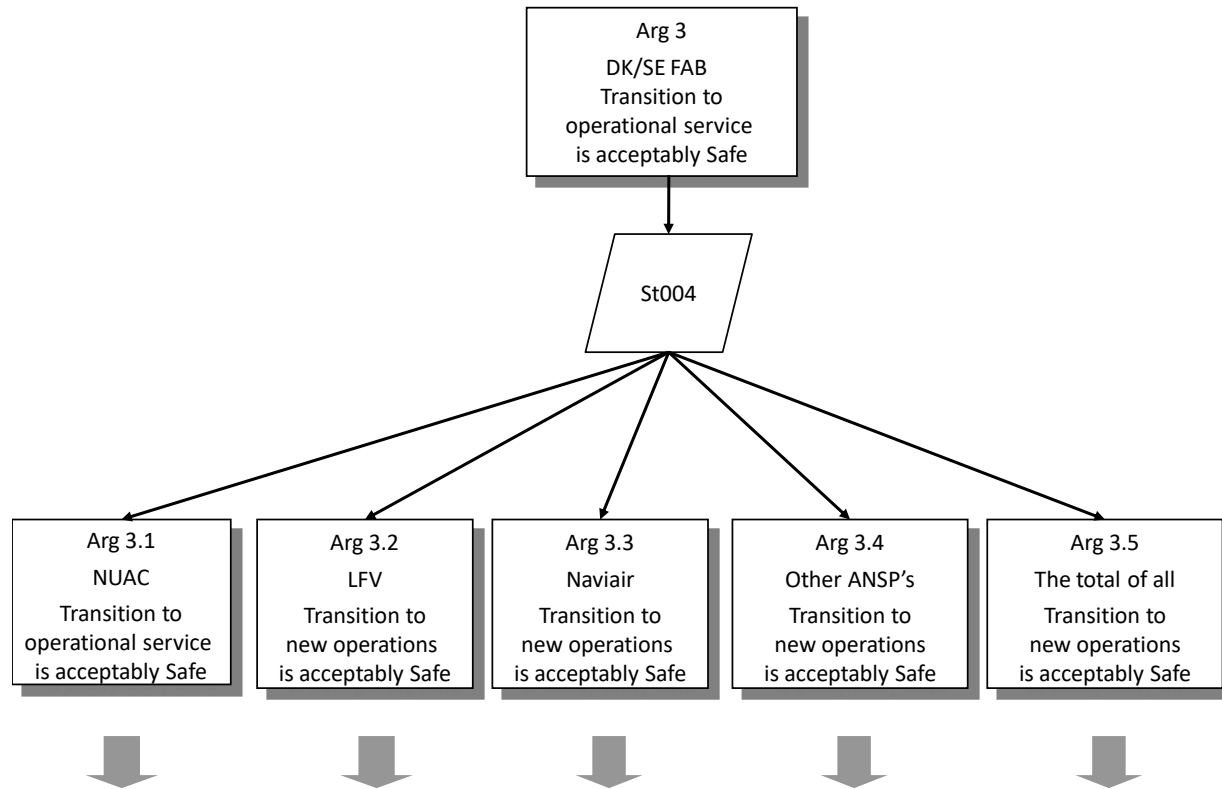 Arg 3
DK/SE FAB
Transition to
operational service
is acceptably Safe
St004
Arg 3.1
NUAC
Transition to
operational service
is acceptably Safe
Arg 3.2
LFV
Transition to
new operations
is acceptably Safe
Arg 3.3
Naviair
Transition to
new operations
is acceptably Safe
Arg 3.4
Other ANSP's
Transition to
new operations
is acceptably Safe
Arg 3.5
The total of all
Transition to
new operations
is acceptably Safe